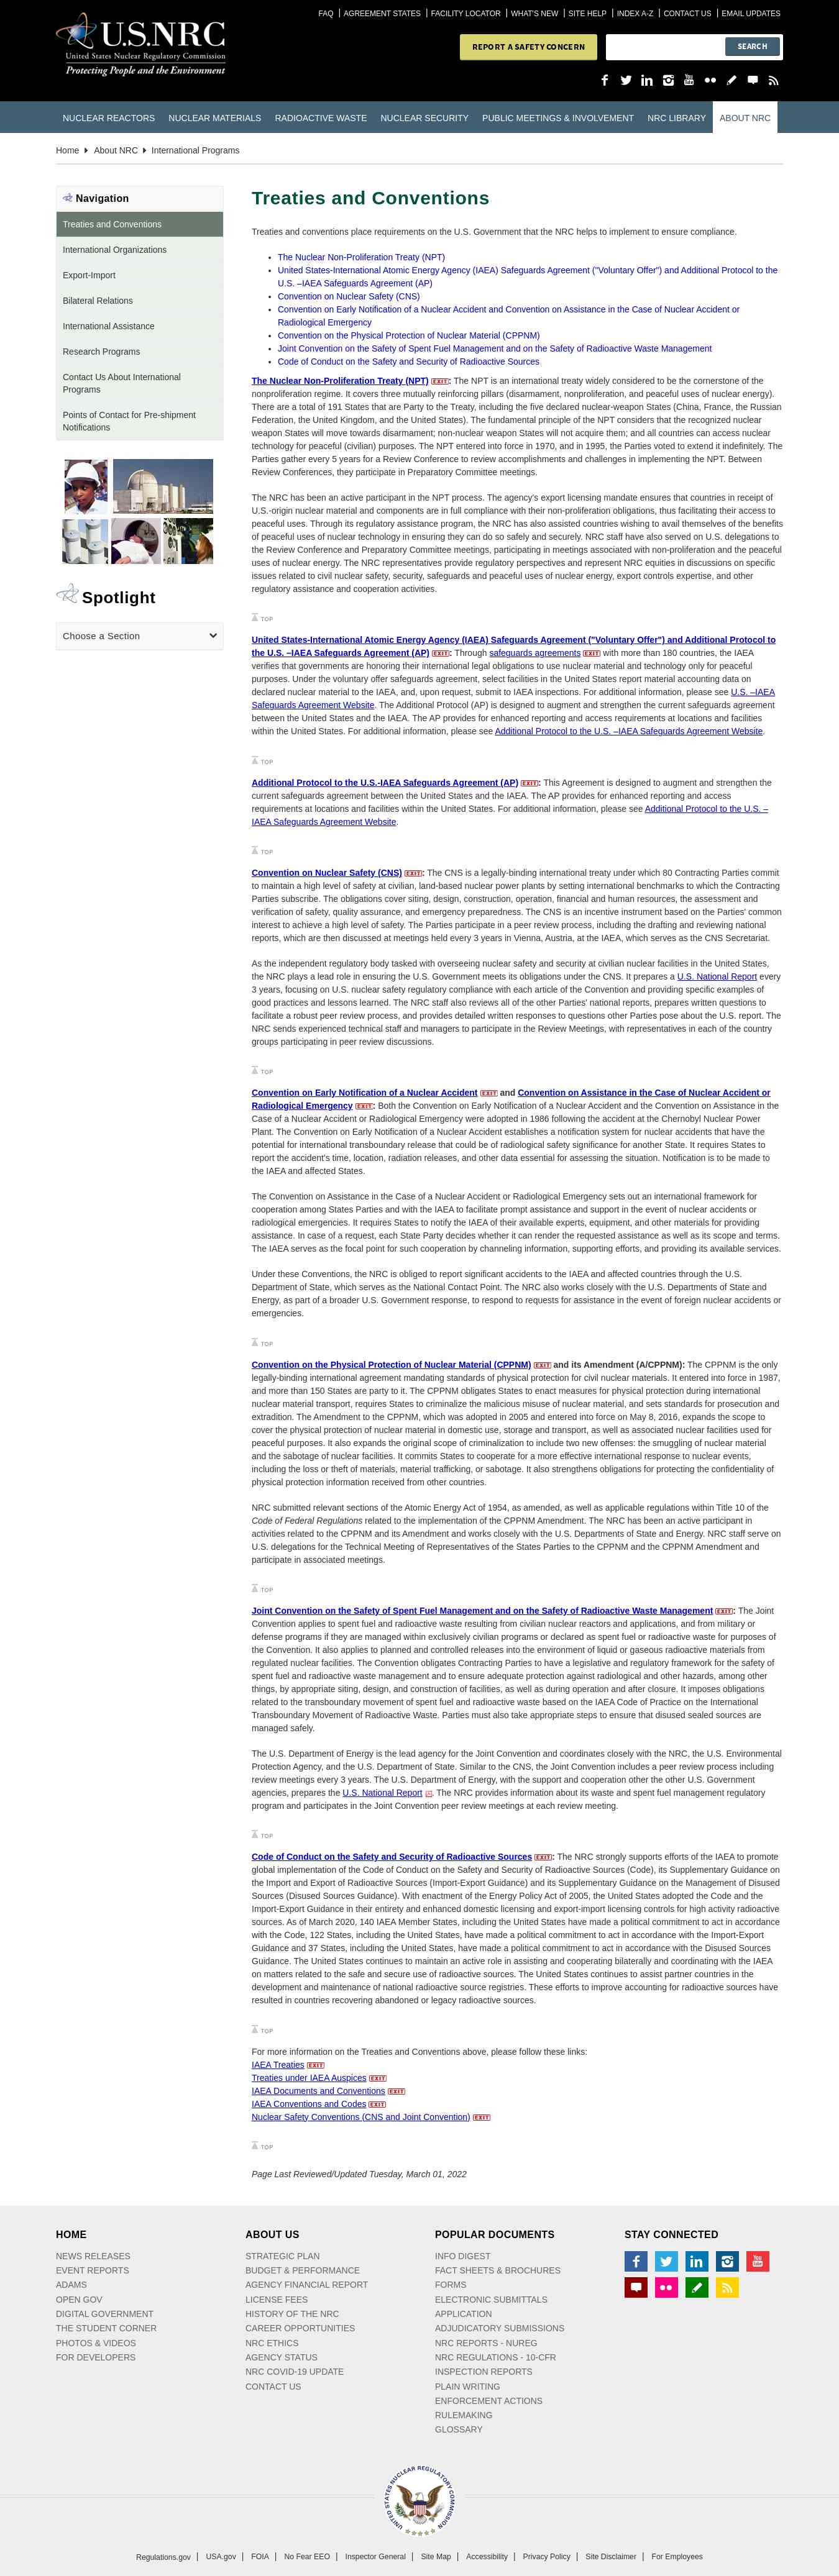 FAQ | AGREEMENT STATES | FACILITY LOCATOR | WHAT'S NEW | SITE HELP | INDEX A-Z | CONTACT US | EMAIL UPDATES
U.S.NRC
United States Nuclear Regulatory Commission
Protecting People and the Environment
REPORT A SAFETY CONCERN
SEARCH
NUCLEAR REACTORS NUCLEAR MATERIALS RADIOACTIVE WASTE NUCLEAR SECURITY PUBLIC MEETINGS & INVOLVEMENT NRC LIBRARY ABOUT NRC
Home About NRC International Programs
Navigation
Treaties and Conventions
International Organizations
Export-Import
Bilateral Relations
International Assistance
Research Programs
Contact Us About International
Programs
Points of Contact for Pre-shipment
Notifications
Spotlight
Choose a Section
Treaties and Conventions
Treaties and conventions place requirements on the U.S. Government that the NRC helps to implement to ensure compliance.
• The Nuclear Non-Proliferation Treaty (NPT)
• United States-International Atomic Energy Agency (IAEA) Safeguards Agreement ("Voluntary Offer") and Additional Protocol to the
U.S. –IAEA Safeguards Agreement (AP)
• Convention on Nuclear Safety (CNS)
• Convention on Early Notification of a Nuclear Accident and Convention on Assistance in the Case of Nuclear Accident or
Radiological Emergency
• Convention on the Physical Protection of Nuclear Material (CPPNM)
• Joint Convention on the Safety of Spent Fuel Management and on the Safety of Radioactive Waste Management
• Code of Conduct on the Safety and Security of Radioactive Sources
The Nuclear Non-Proliferation Treaty (NPT) EXIT: The NPT is an international treaty widely considered to be the cornerstone of the
nonproliferation regime. It covers three mutually reinforcing pillars (disarmament, nonproliferation, and peaceful uses of nuclear energy).
There are a total of 191 States that are Party to the Treaty, including the five declared nuclear-weapon States (China, France, the Russian
Federation, the United Kingdom, and the United States). The fundamental principle of the NPT considers that the recognized nuclear
weapon States will move towards disarmament; non-nuclear weapon States will not acquire them; and all countries can access nuclear
technology for peaceful (civilian) purposes. The NPT entered into force in 1970, and in 1995, the Parties voted to extend it indefinitely. The
Parties gather every 5 years for a Review Conference to review accomplishments and challenges in implementing the NPT. Between
Review Conferences, they participate in Preparatory Committee meetings.
The NRC has been an active participant in the NPT process. The agency's export licensing mandate ensures that countries in receipt of
U.S.-origin nuclear material and components are in full compliance with their non-proliferation obligations, thus facilitating their access to
peaceful uses. Through its regulatory assistance program, the NRC has also assisted countries wishing to avail themselves of the benefits
of peaceful uses of nuclear technology in ensuring they are able to do so safely and securely. NRC staff have also served on U.S. delegations to
the Review Conference and Preparatory Committee meetings, participating in meetings associated with non-proliferation and the peaceful
uses of nuclear energy. The NRC representatives provide regulatory perspectives and represent NRC equities in discussions on specific
issues related to civil nuclear safety, security, safeguards and peaceful uses of nuclear energy, export controls expertise, and other
regulatory assistance and cooperation activities.
TOP
United States-International Atomic Energy Agency (IAEA) Safeguards Agreement ("Voluntary Offer") and Additional Protocol to
the U.S. –IAEA Safeguards Agreement (AP) EXIT: Through safeguards agreements EXIT with more than 180 countries, the IAEA
verifies that governments are honoring their international legal obligations to use nuclear material and technology only for peaceful
purposes. Under the voluntary offer safeguards agreement, select facilities in the United States report material accounting data on
declared nuclear material to the IAEA, and, upon request, submit to IAEA inspections. For additional information, please see U.S. –IAEA
Safeguards Agreement Website. The Additional Protocol (AP) is designed to augment and strengthen the current safeguards agreement
between the United States and the IAEA. The AP provides for enhanced reporting and access requirements at locations and facilities
within the United States. For additional information, please see Additional Protocol to the U.S. –IAEA Safeguards Agreement Website.
TOP
Additional Protocol to the U.S.-IAEA Safeguards Agreement (AP) EXIT: This Agreement is designed to augment and strengthen the
current safeguards agreement between the United States and the IAEA. The AP provides for enhanced reporting and access
requirements at locations and facilities within the United States. For additional information, please see Additional Protocol to the U.S. –
IAEA Safeguards Agreement Website.
TOP
Convention on Nuclear Safety (CNS) EXIT: The CNS is a legally-binding international treaty under which 80 Contracting Parties commit
to maintain a high level of safety at civilian, land-based nuclear power plants by setting international benchmarks to which the Contracting
Parties subscribe. The obligations cover siting, design, construction, operation, financial and human resources, the assessment and
verification of safety, quality assurance, and emergency preparedness. The CNS is an incentive instrument based on the Parties' common
interest to achieve a high level of safety. The Parties participate in a peer review process, including the drafting and reviewing national
reports, which are then discussed at meetings held every 3 years in Vienna, Austria, at the IAEA, which serves as the CNS Secretariat.
As the independent regulatory body tasked with overseeing nuclear safety and security at civilian nuclear facilities in the United States,
the NRC plays a lead role in ensuring the U.S. Government meets its obligations under the CNS. It prepares a U.S. National Report every
3 years, focusing on U.S. nuclear safety regulatory compliance with each article of the Convention and providing specific examples of
good practices and lessons learned. The NRC staff also reviews all of the other Parties' national reports, prepares written questions to
facilitate a robust peer review process, and provides detailed written responses to questions other Parties pose about the U.S. report. The
NRC sends experienced technical staff and managers to participate in the Review Meetings, with representatives in each of the country
groups participating in peer review discussions.
TOP
Convention on Early Notification of a Nuclear Accident EXIT and Convention on Assistance in the Case of Nuclear Accident or
Radiological Emergency EXIT: Both the Convention on Early Notification of a Nuclear Accident and the Convention on Assistance in the
Case of a Nuclear Accident or Radiological Emergency were adopted in 1986 following the accident at the Chernobyl Nuclear Power
Plant. The Convention on Early Notification of a Nuclear Accident establishes a notification system for nuclear accidents that have the
potential for international transboundary release that could be of radiological safety significance for another State. It requires States to
report the accident's time, location, radiation releases, and other data essential for assessing the situation. Notification is to be made to
the IAEA and affected States.
The Convention on Assistance in the Case of a Nuclear Accident or Radiological Emergency sets out an international framework for
cooperation among States Parties and with the IAEA to facilitate prompt assistance and support in the event of nuclear accidents or
radiological emergencies. It requires States to notify the IAEA of their available experts, equipment, and other materials for providing
assistance. In case of a request, each State Party decides whether it can render the requested assistance as well as its scope and terms.
The IAEA serves as the focal point for such cooperation by channeling information, supporting efforts, and providing its available services.
Under these Conventions, the NRC is obliged to report significant accidents to the IAEA and affected countries through the U.S.
Department of State, which serves as the National Contact Point. The NRC also works closely with the U.S. Departments of State and
Energy, as part of a broader U.S. Government response, to respond to requests for assistance in the event of foreign nuclear accidents or
emergencies.
TOP
Convention on the Physical Protection of Nuclear Material (CPPNM) EXIT and its Amendment (A/CPPNM): The CPPNM is the only
legally-binding international agreement mandating standards of physical protection for civil nuclear materials. It entered into force in 1987,
and more than 150 States are party to it. The CPPNM obligates States to enact measures for physical protection during international
nuclear material transport, requires States to criminalize the malicious misuse of nuclear material, and sets standards for prosecution and
extradition. The Amendment to the CPPNM, which was adopted in 2005 and entered into force on May 8, 2016, expands the scope to
cover the physical protection of nuclear material in domestic use, storage and transport, as well as associated nuclear facilities used for
peaceful purposes. It also expands the original scope of criminalization to include two new offenses: the smuggling of nuclear material
and the sabotage of nuclear facilities. It commits States to cooperate for a more effective international response to nuclear events,
including the loss or theft of materials, material trafficking, or sabotage. It also strengthens obligations for protecting the confidentiality of
physical protection information received from other countries.
NRC submitted relevant sections of the Atomic Energy Act of 1954, as amended, as well as applicable regulations within Title 10 of the
Code of Federal Regulations related to the implementation of the CPPNM Amendment. The NRC has been an active participant in
activities related to the CPPNM and its Amendment and works closely with the U.S. Departments of State and Energy. NRC staff serve on
U.S. delegations for the Technical Meeting of Representatives of the States Parties to the CPPNM and the CPPNM Amendment and
participate in associated meetings.
TOP
Joint Convention on the Safety of Spent Fuel Management and on the Safety of Radioactive Waste Management EXIT: The Joint
Convention applies to spent fuel and radioactive waste resulting from civilian nuclear reactors and applications, and from military or
defense programs if they are managed within exclusively civilian programs or declared as spent fuel or radioactive waste for purposes of
the Convention. It also applies to planned and controlled releases into the environment of liquid or gaseous radioactive materials from
regulated nuclear facilities. The Convention obligates Contracting Parties to have a legislative and regulatory framework for the safety of
spent fuel and radioactive waste management and to ensure adequate protection against radiological and other hazards, among other
things, by appropriate siting, design, and construction of facilities, as well as during operation and after closure. It imposes obligations
related to the transboundary movement of spent fuel and radioactive waste based on the IAEA Code of Practice on the International
Transboundary Movement of Radioactive Waste. Parties must also take appropriate steps to ensure that disused sealed sources are
managed safely.
The U.S. Department of Energy is the lead agency for the Joint Convention and coordinates closely with the NRC, the U.S. Environmental
Protection Agency, and the U.S. Department of State. Similar to the CNS, the Joint Convention includes a peer review process including
review meetings every 3 years. The U.S. Department of Energy, with the support and cooperation other the other U.S. Government
agencies, prepares the U.S. National Report. The NRC provides information about its waste and spent fuel management regulatory
program and participates in the Joint Convention peer review meetings at each review meeting.
TOP
Code of Conduct on the Safety and Security of Radioactive Sources EXIT: The NRC strongly supports efforts of the IAEA to promote
global implementation of the Code of Conduct on the Safety and Security of Radioactive Sources (Code), its Supplementary Guidance on
the Import and Export of Radioactive Sources (Import-Export Guidance) and its Supplementary Guidance on the Management of Disused
Sources (Disused Sources Guidance). With enactment of the Energy Policy Act of 2005, the United States adopted the Code and the
Import-Export Guidance in their entirety and enhanced domestic licensing and export-import licensing controls for high activity radioactive
sources. As of March 2020, 140 IAEA Member States, including the United States have made a political commitment to act in accordance
with the Code, 122 States, including the United States, have made a political commitment to act in accordance with the Import-Export
Guidance and 37 States, including the United States, have made a political commitment to act in accordance with the Disused Sources
Guidance. The United States continues to maintain an active role in assisting and cooperating bilaterally and coordinating with the IAEA
on matters related to the safe and secure use of radioactive sources. The United States continues to assist partner countries in the
development and maintenance of national radioactive source registries. These efforts to improve accounting for radioactive sources have
resulted in countries recovering abandoned or legacy radioactive sources.
TOP
For more information on the Treaties and Conventions above, please follow these links:
IAEA Treaties EXIT
Treaties under IAEA Auspices EXIT
IAEA Documents and Conventions EXIT
IAEA Conventions and Codes EXIT
Nuclear Safety Conventions (CNS and Joint Convention) EXIT
TOP
Page Last Reviewed/Updated Tuesday, March 01, 2022
HOME
NEWS RELEASES
EVENT REPORTS
ADAMS
OPEN GOV
DIGITAL GOVERNMENT
THE STUDENT CORNER
PHOTOS & VIDEOS
FOR DEVELOPERS
ABOUT US
STRATEGIC PLAN
BUDGET & PERFORMANCE
AGENCY FINANCIAL REPORT
LICENSE FEES
HISTORY OF THE NRC
CAREER OPPORTUNITIES
NRC ETHICS
AGENCY STATUS
NRC COVID-19 UPDATE
CONTACT US
POPULAR DOCUMENTS
INFO DIGEST
FACT SHEETS & BROCHURES
FORMS
ELECTRONIC SUBMITTALS
APPLICATION
ADJUDICATORY SUBMISSIONS
NRC REPORTS - NUREG
NRC REGULATIONS - 10-CFR
INSPECTION REPORTS
PLAIN WRITING
ENFORCEMENT ACTIONS
RULEMAKING
GLOSSARY
STAY CONNECTED
UNITED STATES NUCLEAR REGULATORY COMMISSION
Regulations.gov | USA.gov | FOIA | No Fear EEO | Inspector General | Site Map | Accessibility | Privacy Policy | Site Disclaimer | For Employees